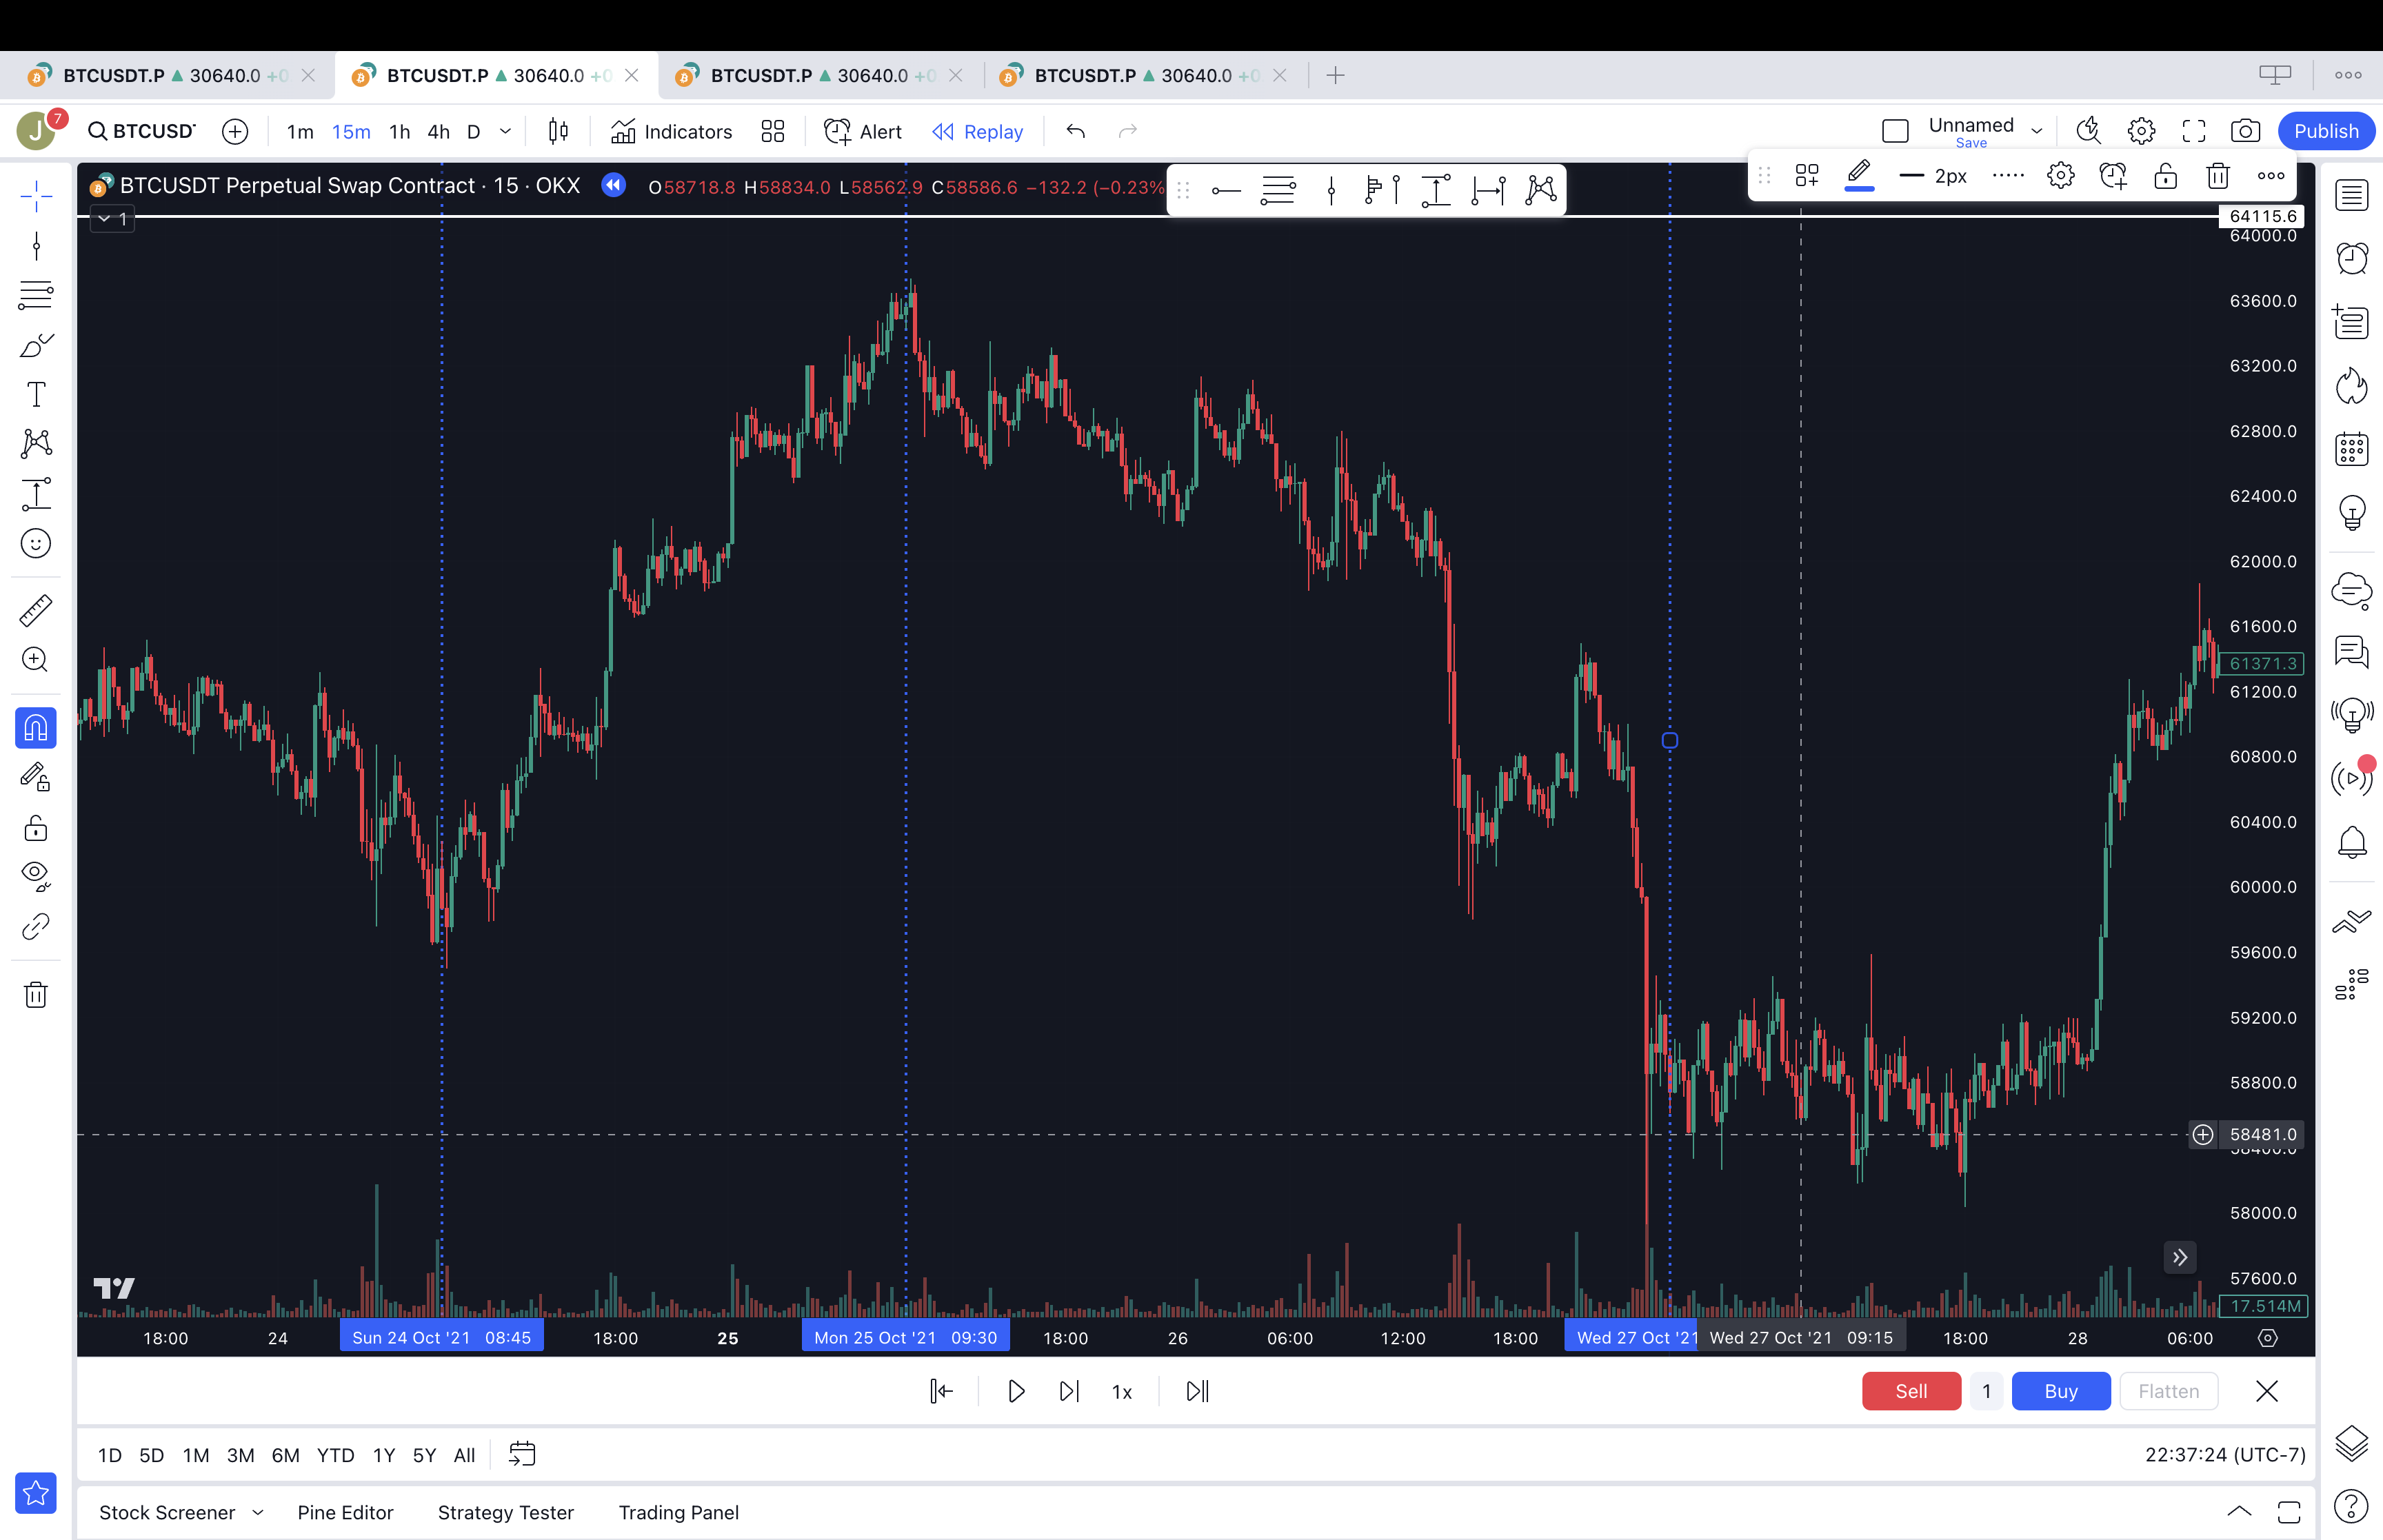 BTCUSDT.P ▲ 30640.0 +0
BTCUSDT.P ▲ 30640.0 +0
BTCUSDT.P ▲ 30640.0 +0
BTCUSDT.P ▲ 30640.0 +0
J 7 BTCUSD 1m 15m 1h 4h D Indicators Alert Replay Unnamed Save Publish
BTCUSDT Perpetual Swap Contract · 15 · OKX O58718.8 H58834.0 L58562.9 C58586.6 −132.2 (−0.23%
2px
1
64115.6
64000.0
63600.0
63200.0
62800.0
62400.0
62000.0
61600.0
61371.3
61200.0
60800.0
60400.0
60000.0
59600.0
59200.0
58800.0
58481.0
58400.0
58000.0
57600.0
17.514M
18:00 24 Sun 24 Oct '21 08:45 18:00 25 Mon 25 Oct '21 09:30 18:00 26 06:00 12:00 18:00 Wed 27 Oct '21 Wed 27 Oct '21 09:15 18:00 28 06:00
1x Sell 1 Buy Flatten
1D 5D 1M 3M 6M YTD 1Y 5Y All 22:37:24 (UTC-7)
Stock Screener Pine Editor Strategy Tester Trading Panel